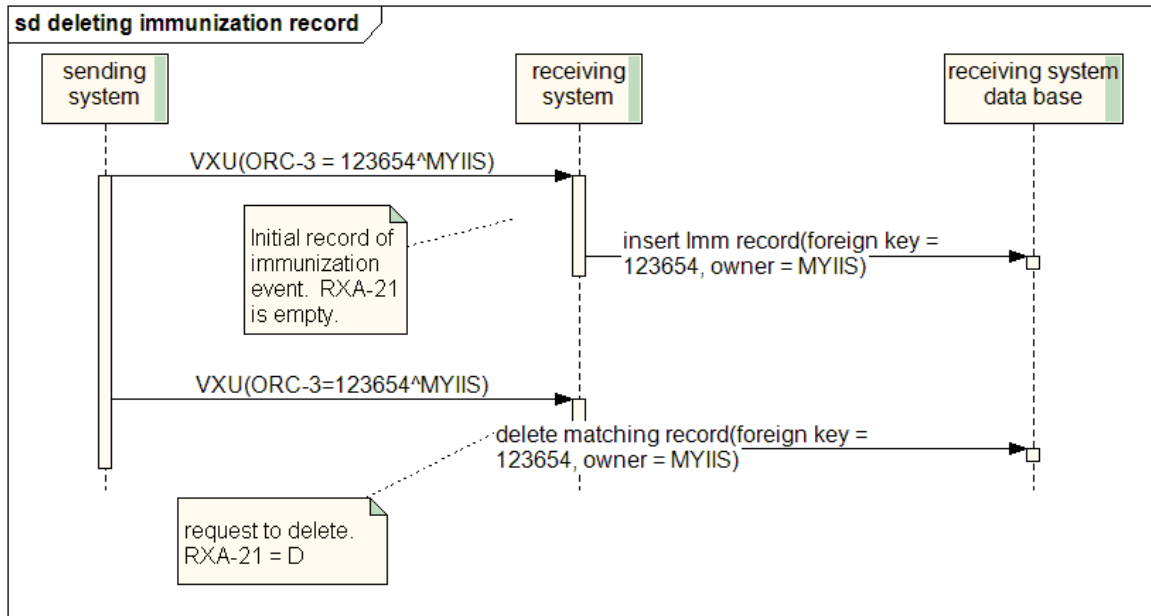 sd deleting immunization record
sending
system
receiving
system
receiving system
data base
VXU(ORC-3 = 123654^MYIIS)
Initial record of
immunization
event.  RXA-21
is empty.
insert Imm record(foreign key =
123654, owner = MYIIS)
VXU(ORC-3=123654^MYIIS)
delete matching record(foreign key =
123654, owner = MYIIS)
request to delete.
RXA-21 = D